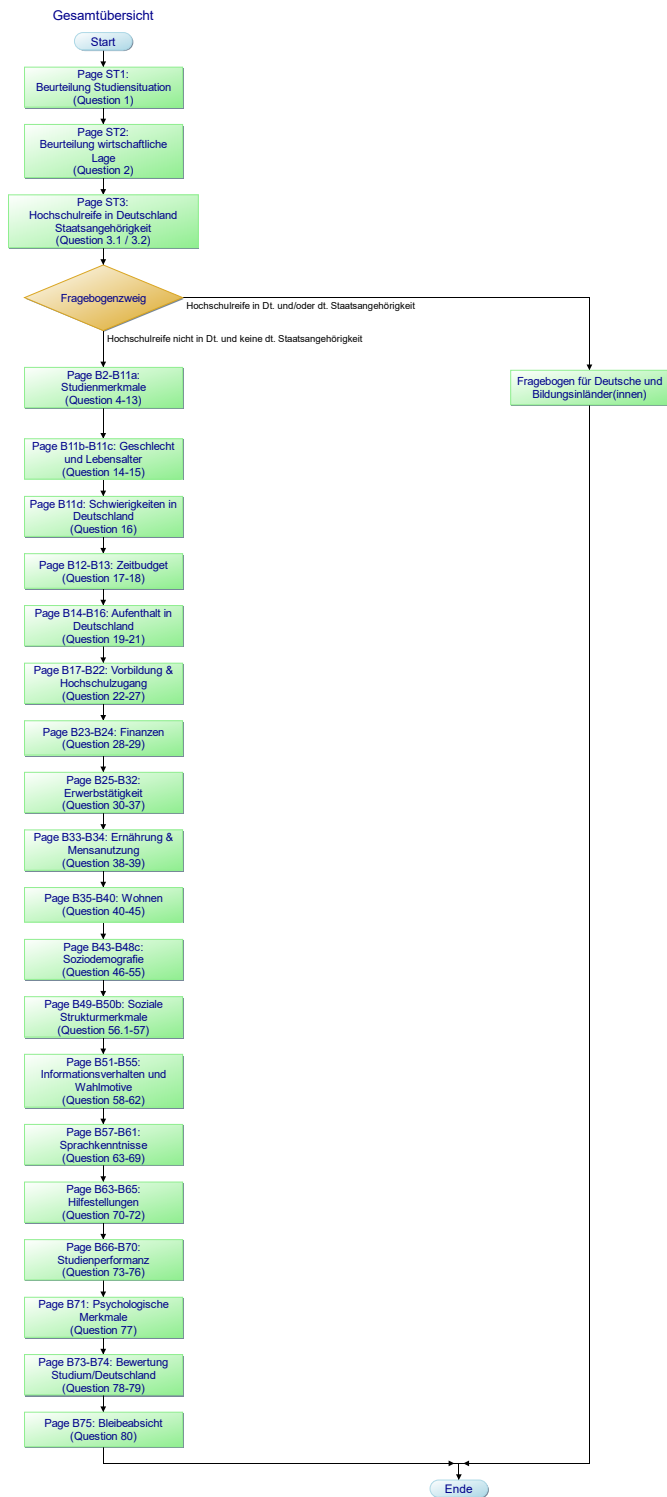 Gesamtübersicht
Start
Page ST1:
Beurteilung Studiensituation
(Question 1)
Page ST2:
Beurteilung wirtschaftliche
Lage
(Question 2)
Page ST3:
Hochschulreife in Deutschland
Staatsangehörigkeit
(Question 3.1 / 3.2)
Fragebogenzweig
Hochschulreife in Dt. und/oder dt. Staatsangehörigkeit
Hochschulreife nicht in Dt. und keine dt. Staatsangehörigkeit
Page B2-B11a:
Studienmerkmale
(Question 4-13)
Fragebogen für Deutsche und
Bildungsinländer(innen)
Page B11b-B11c: Geschlecht
und Lebensalter
(Question 14-15)
Page B11d: Schwierigkeiten in
Deutschland
(Question 16)
Page B12-B13: Zeitbudget
(Question 17-18)
Page B14-B16: Aufenthalt in
Deutschland
(Question 19-21)
Page B17-B22: Vorbildung &
Hochschulzugang
(Question 22-27)
Page B23-B24: Finanzen
(Question 28-29)
Page B25-B32:
Erwerbstätigkeit
(Question 30-37)
Page B33-B34: Ernährung &
Mensanutzung
(Question 38-39)
Page B35-B40: Wohnen
(Question 40-45)
Page B43-B48c:
Soziodemografie
(Question 46-55)
Page B49-B50b: Soziale
Strukturmerkmale
(Question 56.1-57)
Page B51-B55:
Informationsverhalten und
Wahlmotive
(Question 58-62)
Page B57-B61:
Sprachkenntnisse
(Question 63-69)
Page B63-B65:
Hilfestellungen
(Question 70-72)
Page B66-B70:
Studienperformanz
(Question 73-76)
Page B71: Psychologische
Merkmale
(Question 77)
Page B73-B74: Bewertung
Studium/Deutschland
(Question 78-79)
Page B75: Bleibeabsicht
(Question 80)
Ende